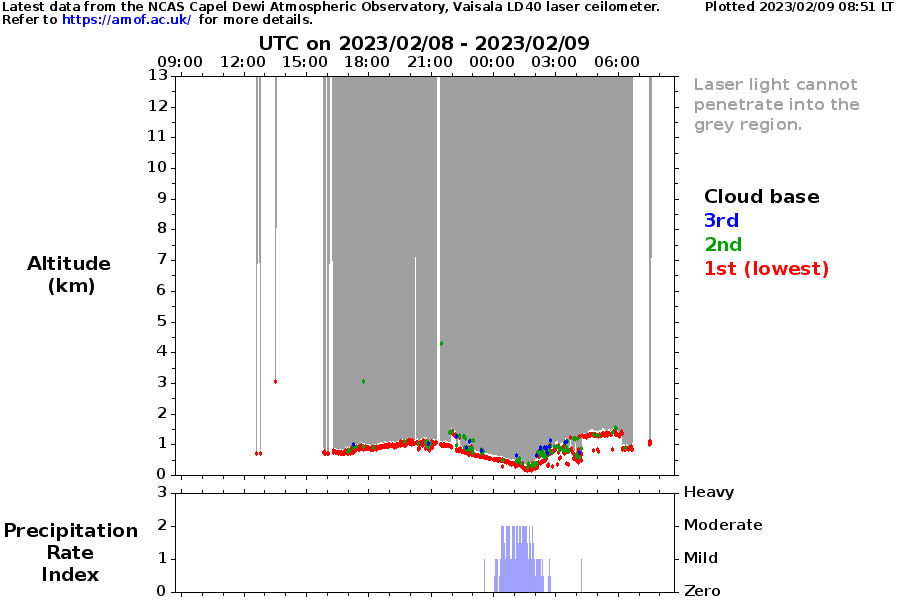 Latest data from the NCAS Capel Dewi Atmospheric Observatory, Vaisala LD40 laser ceilometer.
Plotted 2023/02/09 08:51 LT
Refer to https://amof.ac.uk/ for more details.
UTC on 2023/02/08 - 2023/02/09
09:00 12:00 15:00 18:00 21:00 00:00 03:00 06:00
13
12
11
10
9
8
7
6
5
4
3
2
1
0
Altitude
(km)
Laser light cannot
penetrate into the
grey region.
Cloud base
3rd
2nd
1st (lowest)
3
2
1
0
Precipitation
Rate
Index
Heavy
Moderate
Mild
Zero